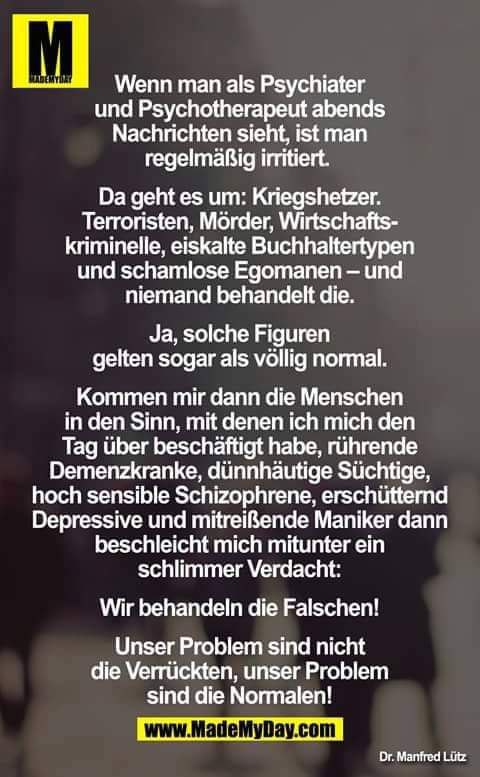 M
MADEMYDAY
Wenn man als Psychiater
und Psychotherapeut abends
Nachrichten sieht, ist man
regelmäßig irritiert.
Da geht es um: Kriegshetzer.
Terroristen, Mörder, Wirtschafts-
kriminelle, eiskalte Buchhaltertypen
und schamlose Egomanen – und
niemand behandelt die.
Ja, solche Figuren
gelten sogar als völlig normal.
Kommen mir dann die Menschen
in den Sinn, mit denen ich mich den
Tag über beschäftigt habe, rührende
Demenzkranke, dünnhäutige Süchtige,
hoch sensible Schizophrene, erschütternd
Depressive und mitreißende Maniker dann
beschleicht mich mitunter ein
schlimmer Verdacht:
Wir behandeln die Falschen!
Unser Problem sind nicht
die Verrückten, unser Problem
sind die Normalen!
www.MadeMyDay.com
Dr. Manfred Lütz